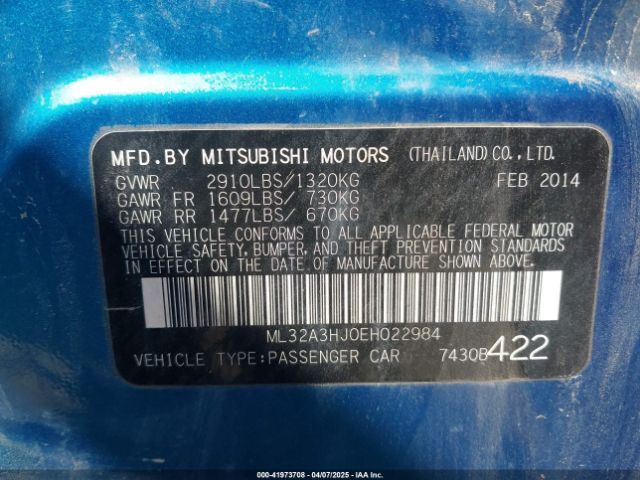 MFD.BY MITSUBISHI MOTORS (THAILAND)CO.,LTD.
GVWR 2910LBS/1320KG FEB 2014
GAWR FR 1609LBS/ 730KG
GAWR RR 1477LBS/ 670KG
THIS VEHICLE CONFORMS TO ALL APPLICABLE FEDERAL MOTOR
VEHICLE SAFETY, BUMPER, AND THEFT PREVENTION STANDARDS
IN EFFECT ON THE DATE OF MANUFACTURE SHOWN ABOVE.
ML32A3HJ0EH022984
VEHICLE TYPE:PASSENGER CAR 7430B422
000-41973708 - 04/07/2025 - IAA Inc.